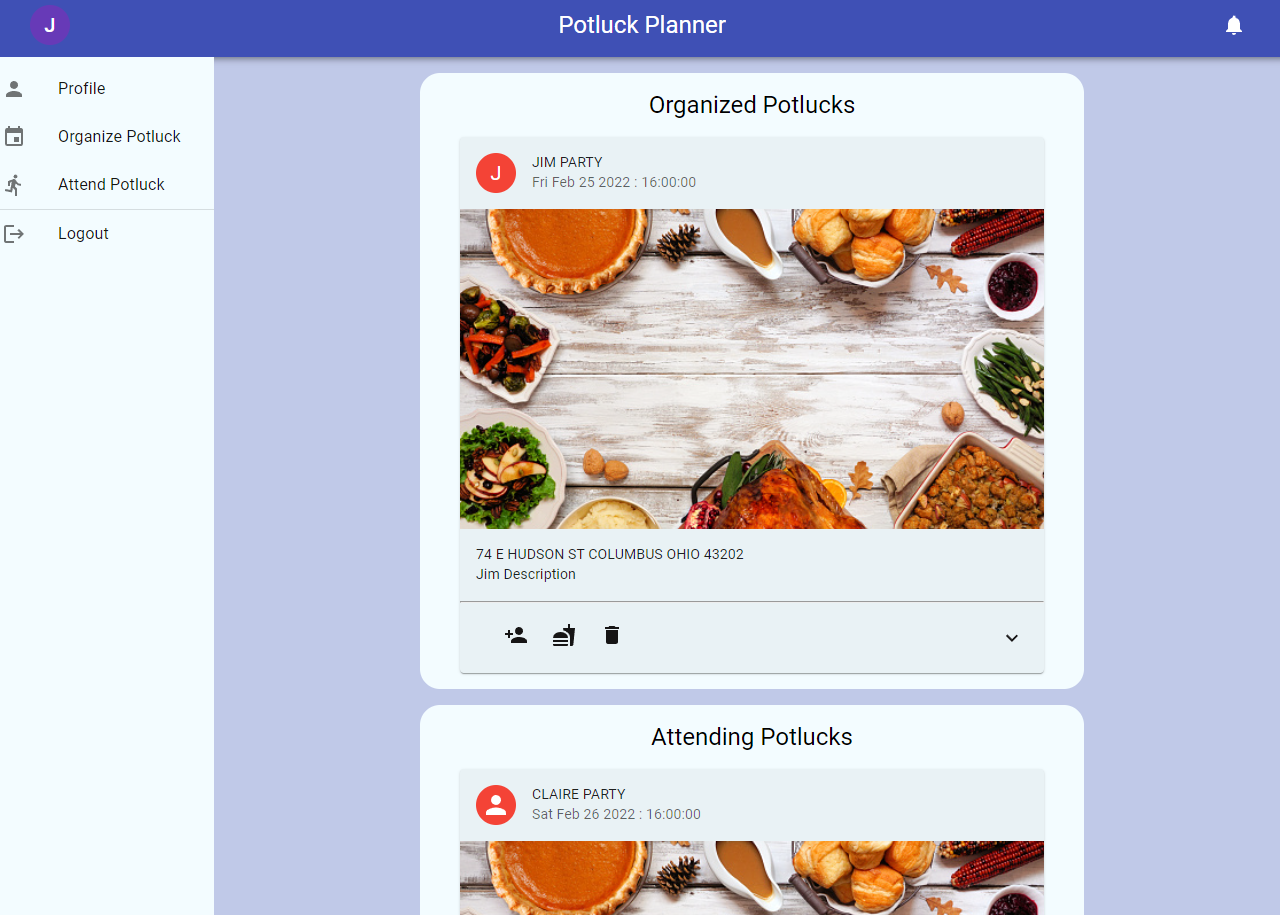 J
Potluck Planner
Profile
Organize Potluck
Attend Potluck
Logout
Organized Potlucks
J
JIM PARTY
Fri Feb 25 2022 : 16:00:00
74 E HUDSON ST COLUMBUS OHIO 43202
Jim Description
Attending Potlucks
CLAIRE PARTY
Sat Feb 26 2022 : 16:00:00